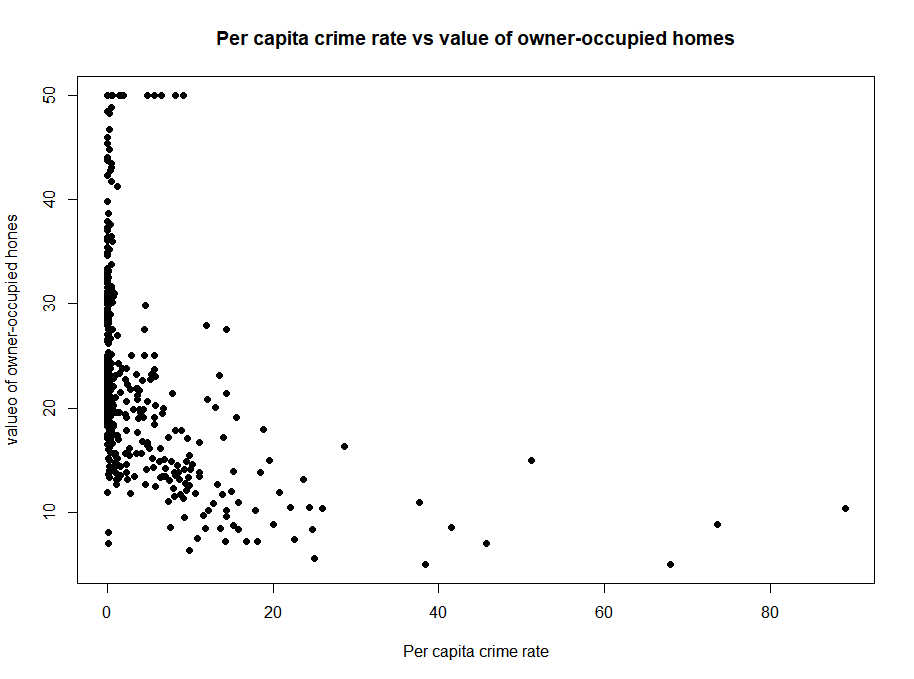 Per capita crime rate vs value of owner-occupied homes
valueo of owner-occupied hones
50
40
30
20
10
0 20 40 60 80
Per capita crime rate